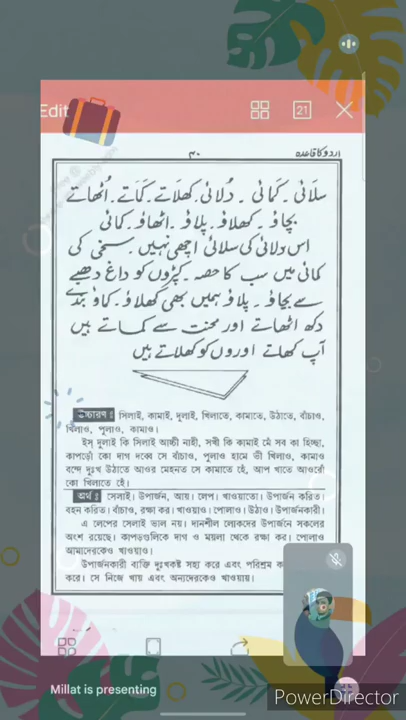 Edit
21
اردو کا قاعدہ
۴۰
سلائی ۔ کمائی ۔ دُلائی۔ کھلاتے۔ کماتے۔ اُٹھاتے
بچاؤ ۔ کھلاؤ۔ پلاؤ۔ اٹھاؤ۔ کمائی
اس دلائی کی سلائی اچھی نہیں۔ سخی کی
کمائی میں سب کا حصہ۔ کپڑوں کو داغ دھبے
سے بچاؤ ۔ پلاؤ ہمیں بھی کھلاؤ۔ کماؤ بندے
دکھ اٹھاتے اور محنت سے کماتے ہیں
آپ کھاتے اوروں کو کھلاتے ہیں
উচ্চারণ: সিলাই, কামাই, দুলাই, খিলাতে, কামাতে, উঠাতে, বাঁচাও,
খিলাও, পুলাও, কামাও।
ইস্ দুলাই কি সিলাই আচ্ছী নাহী, সখী কি কামাই মেঁ সব কা হিচ্ছা,
কাপড়োঁ কো দাগ দব্বে সে বাঁচাও, পুলাও হামে ভী খিলাও, কামাও
বন্দে দুঃখ উঠাতে আওর মেহনত সে কামাতে হেঁ, আপ খাতে আওরোঁ
কো খিলাতে হেঁ।
অর্থ: সেলাই। উপার্জন, আয়। লেপ। খাওয়াতো। উপার্জন করিত।
বহন করিত। বাঁচাও, রক্ষা কর। খাওয়াও। পোলাও। উঠাও। উপার্জনকারী।
এ লেপের সেলাই ভাল নয়। দানশীল লোকদের উপার্জনে সকলের
অংশ রয়েছে। কাপড়গুলিকে দাগ ও ময়লা থেকে রক্ষা কর। পোলাও
আমাদেরকেও খাওয়াও।
উপার্জনকারী ব্যক্তি দুঃখকষ্ট সহ্য করে এবং পরিশ্রম
করে। সে নিজে খায় এবং অন্যদেরকেও খাওয়ায়।
Millat is presenting
PowerDirector